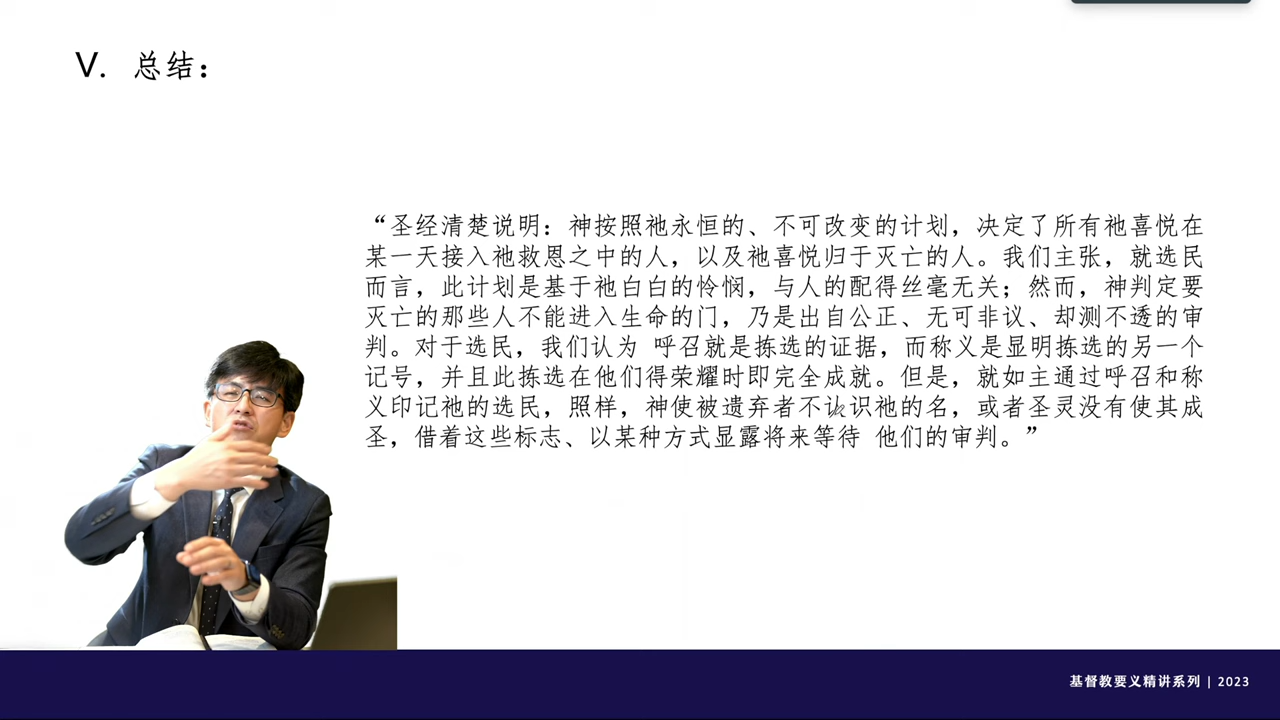 V. 总结：
“圣经清楚说明：神按照祂永恒的、不可改变的计划，决定了所有祂喜悦在
某一天接入祂救恩之中的人，以及祂喜悦归于灭亡的人。我们主张，就选民
而言，此计划是基于祂白白的怜悯，与人的配得丝毫无关；然而，神判定要
灭亡的那些人不能进入生命的门，乃是出自公正、无可非议、却测不透的审
判。对于选民，我们认为 呼召就是拣选的证据，而称义是显明拣选的另一个
记号，并且此拣选在他们得荣耀时即完全成就。但是，就如主通过呼召和称
义印记祂的选民，照样，神使被遗弃者不认识祂的名，或者圣灵没有使其成
圣，借着这些标志、以某种方式显露将来等待 他们的审判。”
基督教要义精讲系列 | 2023